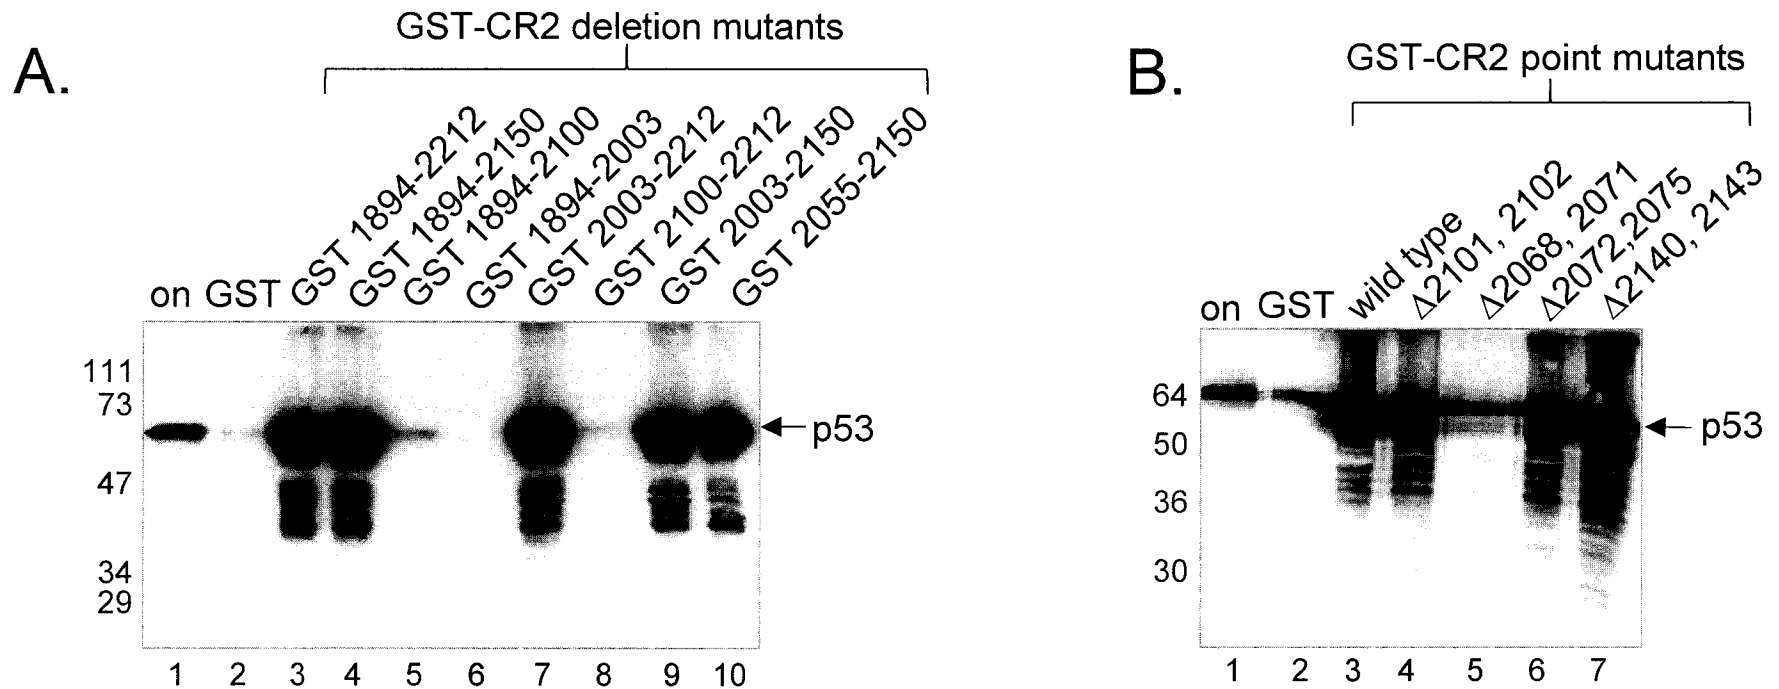 A.
GST-CR2 deletion mutants
on
GST
GST 1894-2212
GST 1894-2150
GST 1894-2100
GST 1894-2003
GST 2003-2212
GST 2100-2212
GST 2003-2150
GST 2055-2150
111
73
47
34
29
p53
1 2 3 4 5 6 7 8 9 10
B.
GST-CR2 point mutants
on
GST
wild type
Δ2101, 2102
Δ2068, 2071
Δ2072,2075
Δ2140, 2143
64
50
36
30
p53
1 2 3 4 5 6 7